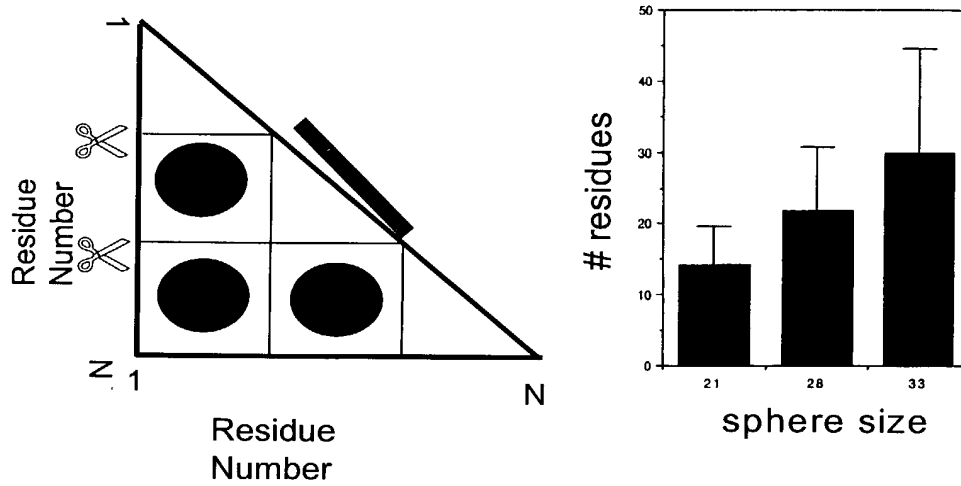 1
Residue
Number
N
1
N
Residue
Number
50
40
30
20
10
0
# residues
21
28
33
sphere size